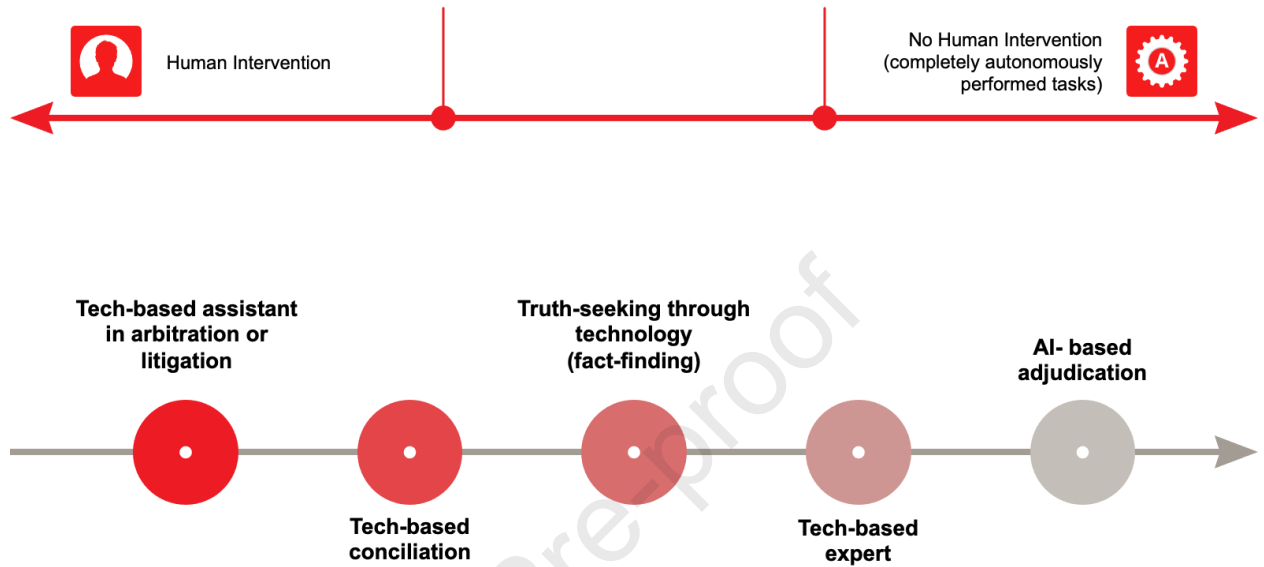 Human Intervention
No Human Intervention
(completely autonomously
performed tasks)
A
Tech-based assistant
in arbitration or
litigation
Truth-seeking through
technology
(fact-finding)
AI- based
adjudication
Tech-based
conciliation
Tech-based
expert
Pre-proof